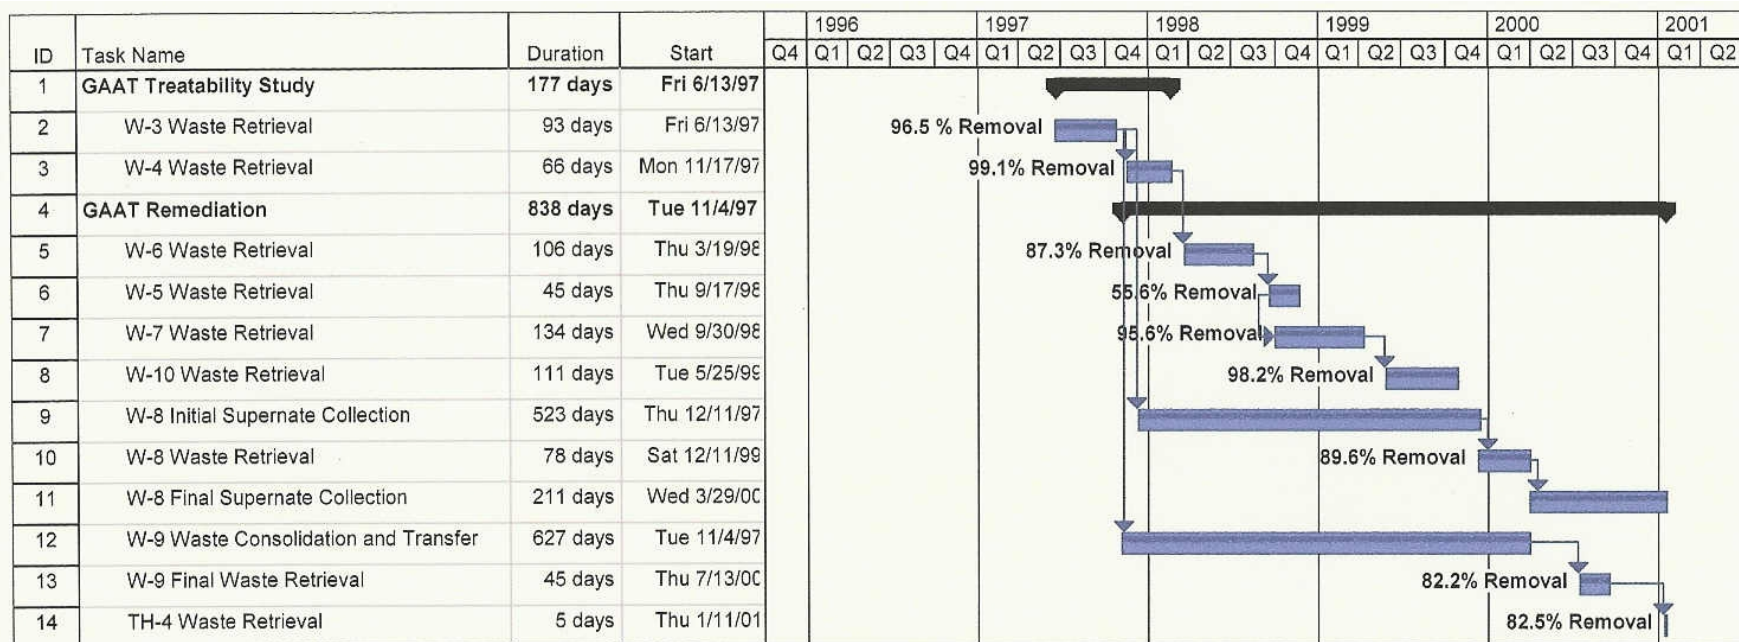 1996 1997 1998 1999 2000 2001
ID Task Name Duration Start Q4 Q1 Q2 Q3 Q4 Q1 Q2 Q3 Q4 Q1 Q2 Q3 Q4 Q1 Q2 Q3 Q4 Q1 Q2 Q3 Q4 Q1 Q2
1 GAAT Treatability Study 177 days Fri 6/13/97
2 W-3 Waste Retrieval 93 days Fri 6/13/97 96.5 % Removal
3 W-4 Waste Retrieval 66 days Mon 11/17/97 99.1% Removal
4 GAAT Remediation 838 days Tue 11/4/97
5 W-6 Waste Retrieval 106 days Thu 3/19/98 87.3% Removal
6 W-5 Waste Retrieval 45 days Thu 9/17/98 55.6% Removal
7 W-7 Waste Retrieval 134 days Wed 9/30/98 95.6% Removal
8 W-10 Waste Retrieval 111 days Tue 5/25/99 98.2% Removal
9 W-8 Initial Supernate Collection 523 days Thu 12/11/97
10 W-8 Waste Retrieval 78 days Sat 12/11/99 89.6% Removal
11 W-8 Final Supernate Collection 211 days Wed 3/29/00
12 W-9 Waste Consolidation and Transfer 627 days Tue 11/4/97
13 W-9 Final Waste Retrieval 45 days Thu 7/13/00 82.2% Removal
14 TH-4 Waste Retrieval 5 days Thu 1/11/01 82.5% Removal